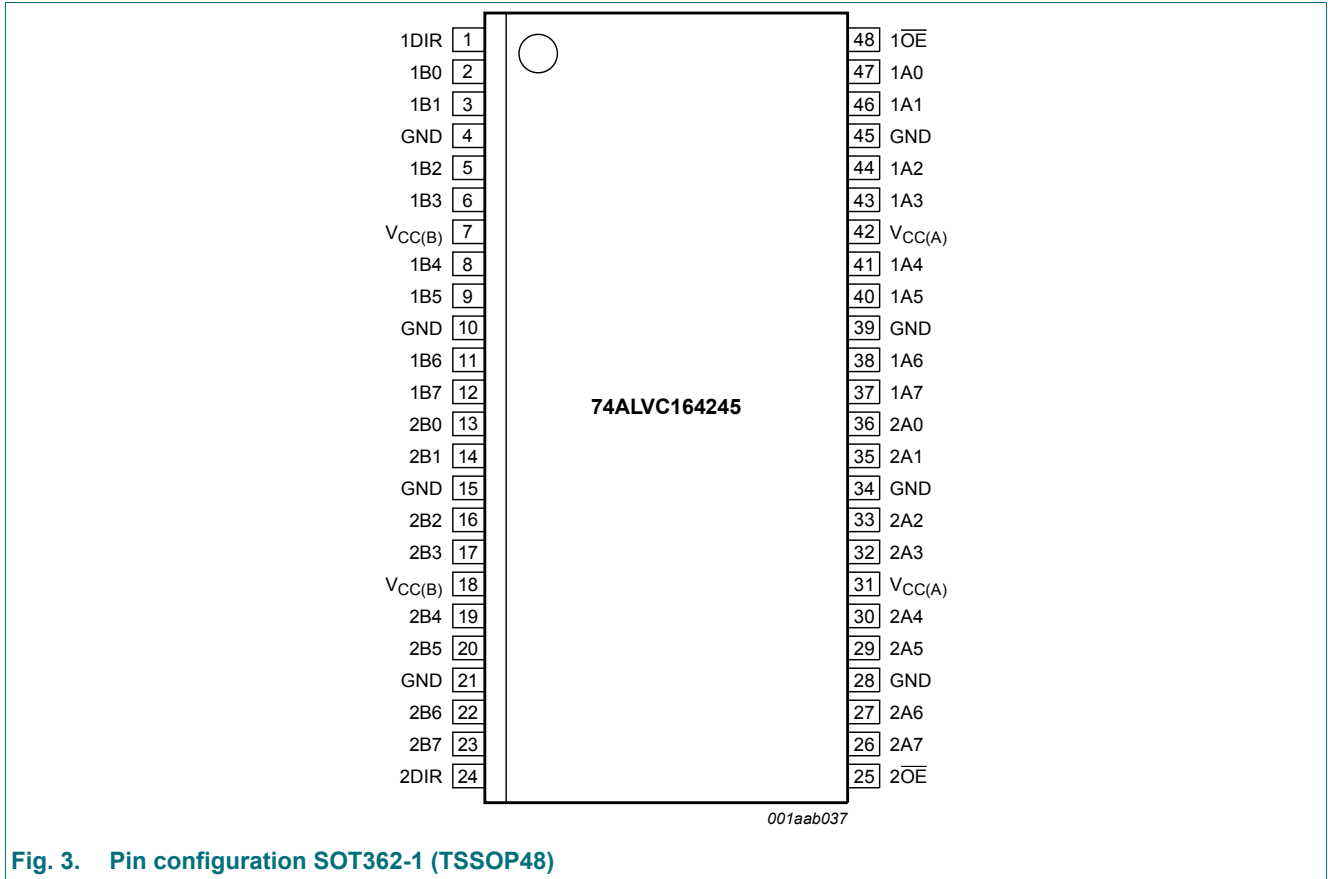 1DIR 1 48 1O̅E̅
1B0 2 47 1A0
1B1 3 46 1A1
GND 4 45 GND
1B2 5 44 1A2
1B3 6 43 1A3
VCC(B) 7 42 VCC(A)
1B4 8 41 1A4
1B5 9 40 1A5
GND 10 39 GND
1B6 11 38 1A6
1B7 12 37 1A7
74ALVC164245
2B0 13 36 2A0
2B1 14 35 2A1
GND 15 34 GND
2B2 16 33 2A2
2B3 17 32 2A3
VCC(B) 18 31 VCC(A)
2B4 19 30 2A4
2B5 20 29 2A5
GND 21 28 GND
2B6 22 27 2A6
2B7 23 26 2A7
2DIR 24 25 2O̅E̅
001aab037
Fig. 3. Pin configuration SOT362-1 (TSSOP48)